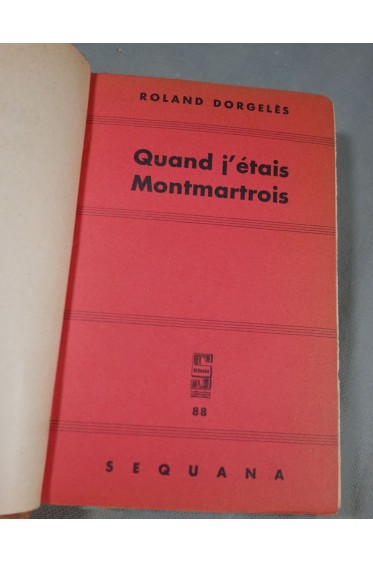 ROLAND DORGELÈS
Quand j'étais
Montmartrois
88
SEQUANA